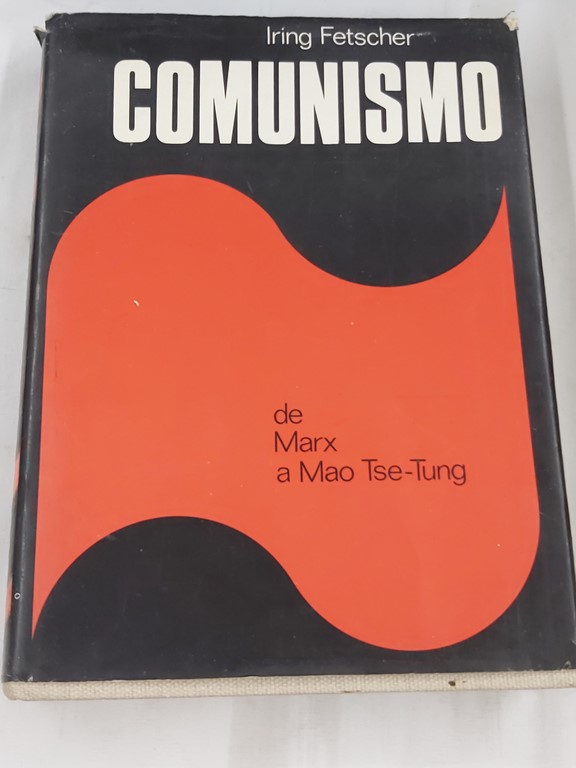 Iring Fetscher
COMUNISMO
de
Marx
a Mao Tse-Tung